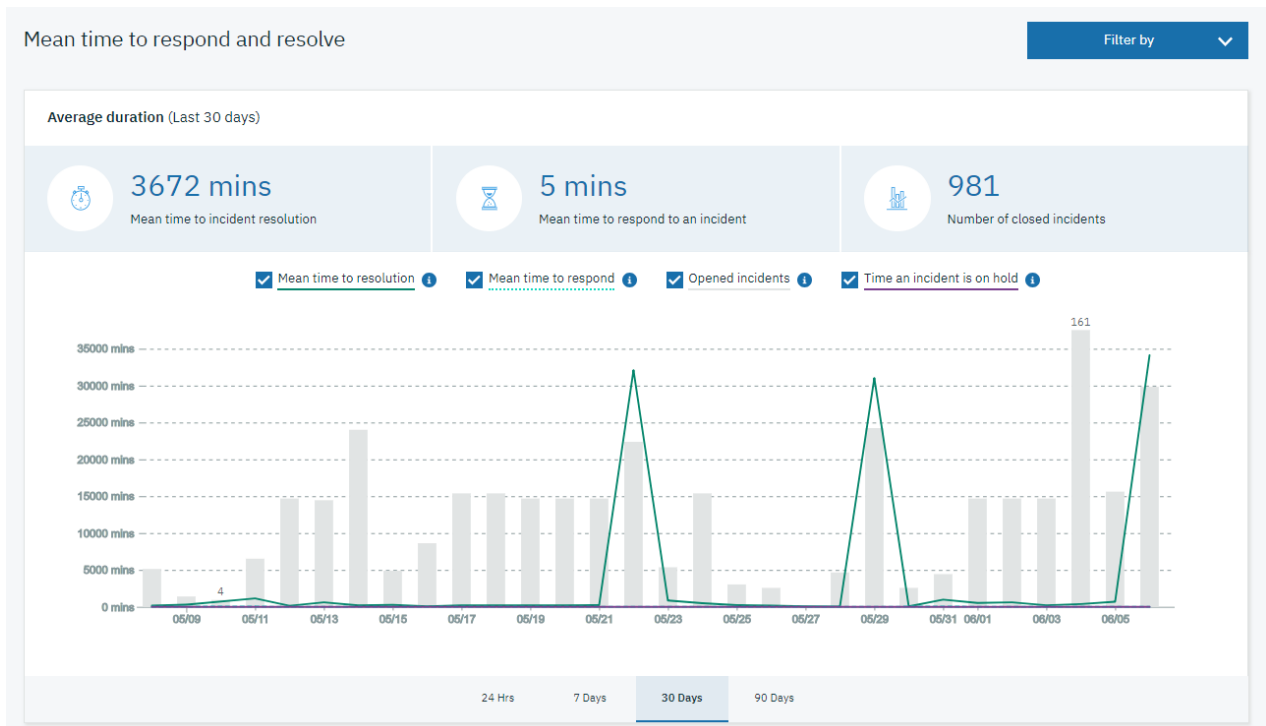 Mean time to respond and resolve
Filter by
Average duration (Last 30 days)
3672 mins
Mean time to incident resolution
5 mins
Mean time to respond to an incident
981
Number of closed incidents
Mean time to resolution
Mean time to respond
Opened incidents
Time an incident is on hold
161
35000 mins
30000 mins
25000 mins
20000 mins
15000 mins
10000 mins
5000 mins
4
0 mins
05/09 05/11 05/13 05/15 05/17 05/19 05/21 05/23 05/25 05/27 05/29 05/31 06/01 06/03 06/05
24 Hrs 7 Days 30 Days 90 Days